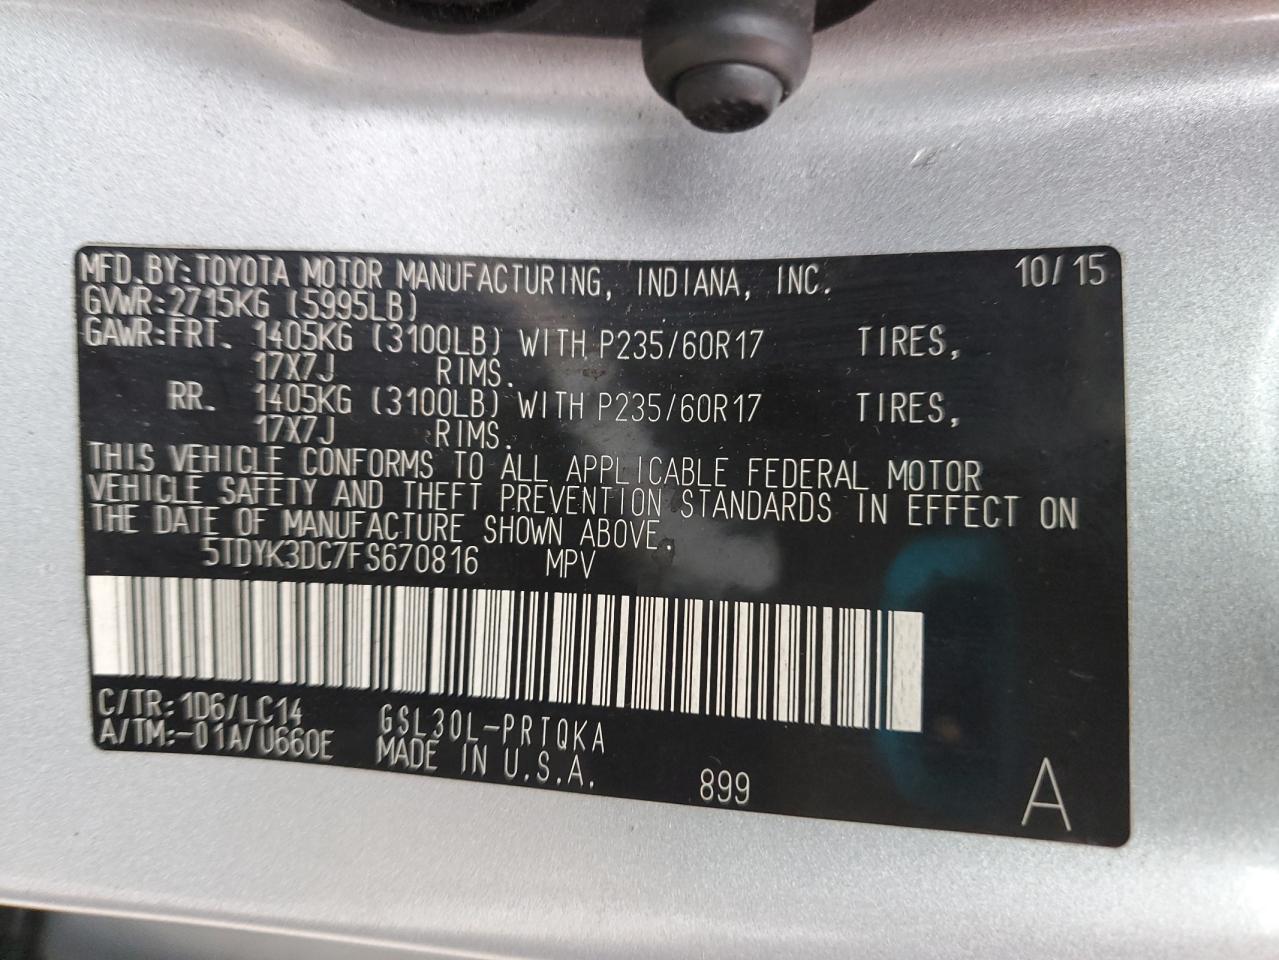 MFD.BY:TOYOTA MOTOR MANUFACTURING, INDIANA, INC. 10/15
GVWR:2715KG (5995LB)
GAWR:FRT. 1405KG (3100LB) WITH P235/60R17 TIRES,
17X7J RIMS.
RR. 1405KG (3100LB) WITH P235/60R17 TIRES,
17X7J RIMS.
THIS VEHICLE CONFORMS TO ALL APPLICABLE FEDERAL MOTOR
VEHICLE SAFETY AND THEFT PREVENTION STANDARDS IN EFFECT ON
THE DATE OF MANUFACTURE SHOWN ABOVE.
5TDYK3DC7FS670816 MPV
C/TR:1D6/LC14 GSL30L-PRTQKA
A/TM:-01A/U660E MADE IN U.S.A. 899 A